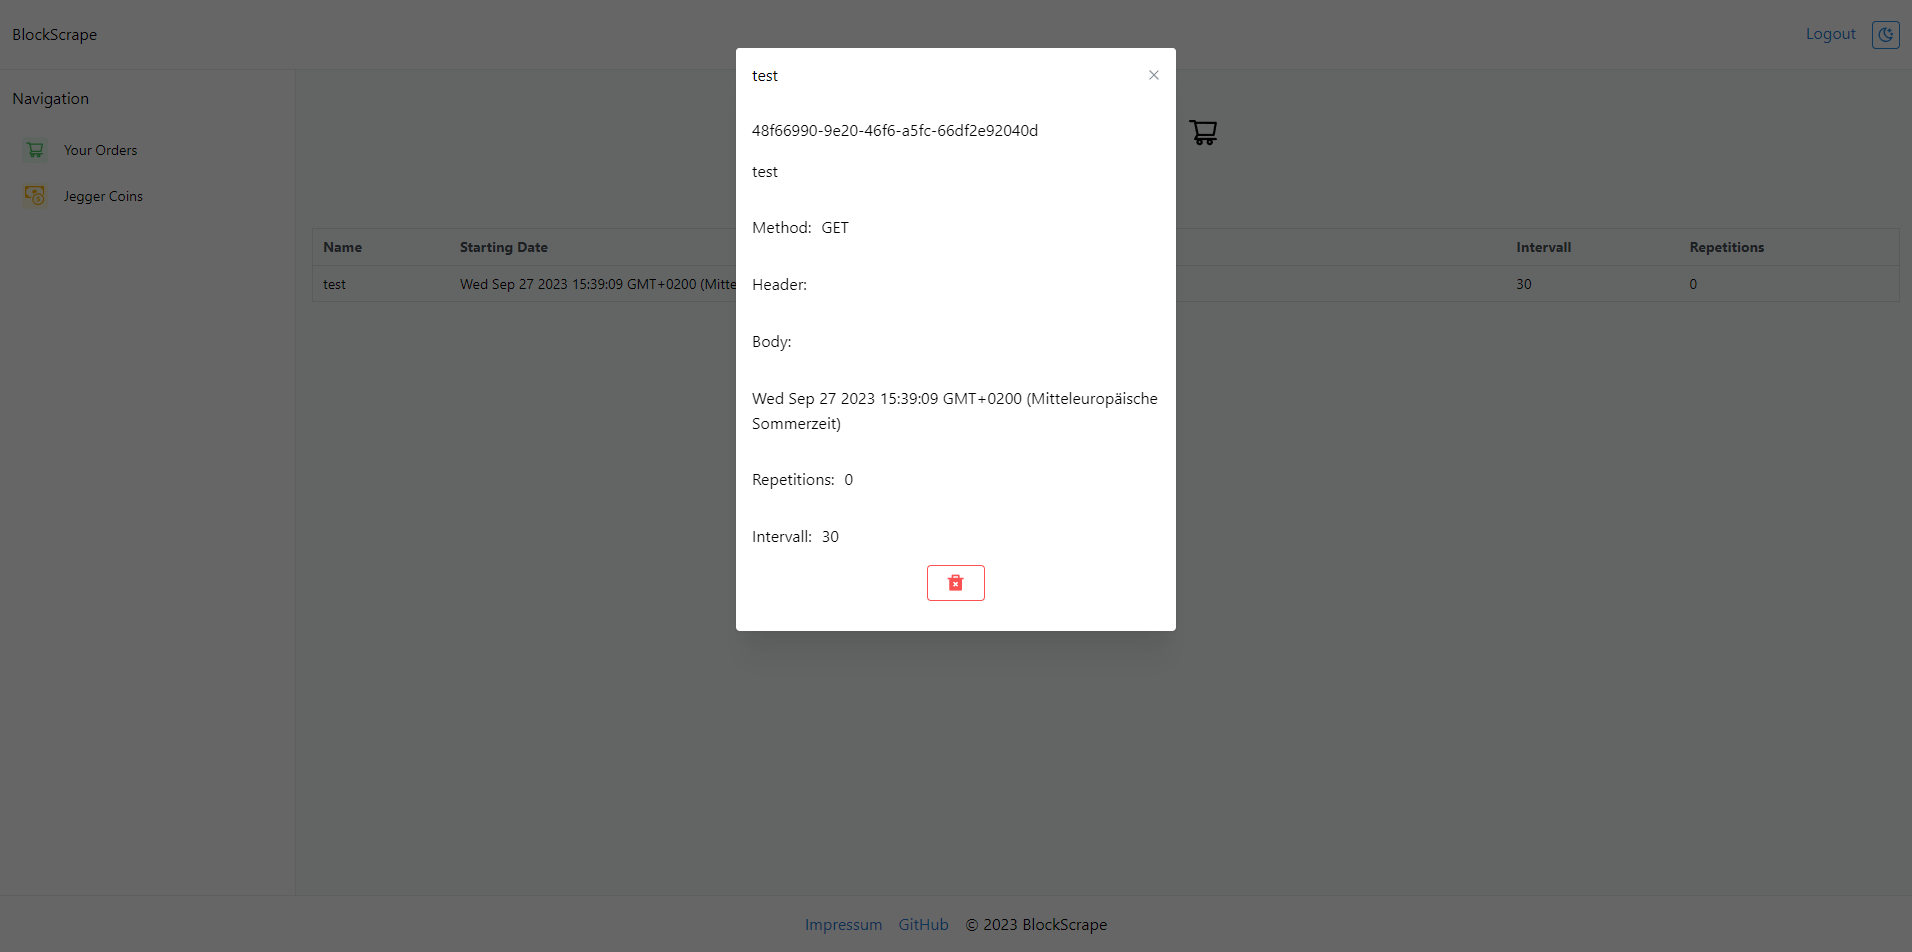 BlockScrape
Logout
Navigation
Your Orders
Jegger Coins
Name Starting Date Intervall Repetitions
test Wed Sep 27 2023 15:39:09 GMT+0200 (Mitte 30 0
test
48f66990-9e20-46f6-a5fc-66df2e92040d
test
Method: GET
Header:
Body:
Wed Sep 27 2023 15:39:09 GMT+0200 (Mitteleuropäische
Sommerzeit)
Repetitions: 0
Intervall: 30
Impressum GitHub © 2023 BlockScrape